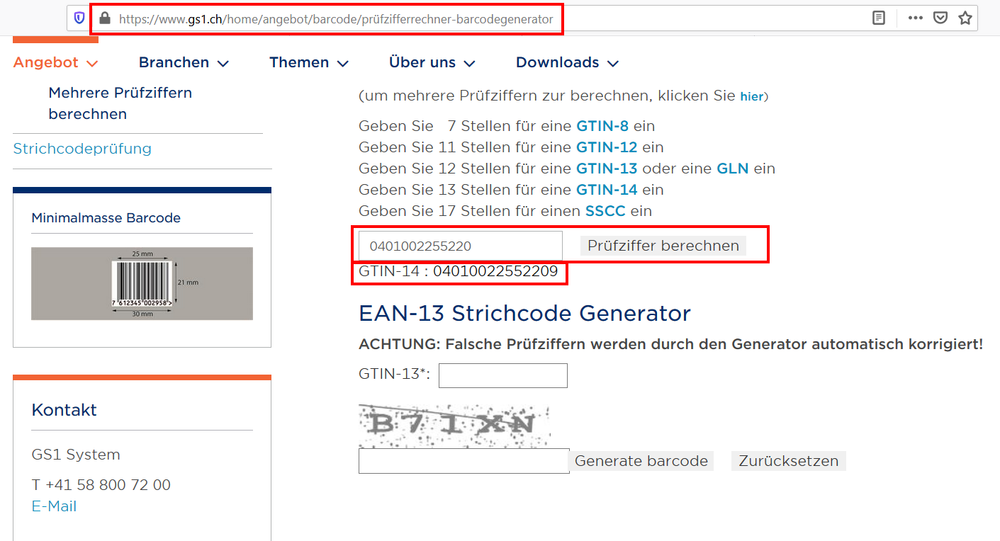 https://www.gs1.ch/home/angebot/barcode/prüfzifferrechner-barcodegenerator
Angebot
Branchen
Themen
Über uns
Downloads
Mehrere Prüfziffern
berechnen
Strichcodeprüfung
Minimalmasse Barcode
25 mm
21 mm
7 612345 002958 >
30 mm
Kontakt
GS1 System
T +41 58 800 72 00
E-Mail
(um mehrere Prüfziffern zur berechnen, klicken Sie hier)
Geben Sie 7 Stellen für eine GTIN-8 ein
Geben Sie 11 Stellen für eine GTIN-12 ein
Geben Sie 12 Stellen für eine GTIN-13 oder eine GLN ein
Geben Sie 13 Stellen für eine GTIN-14 ein
Geben Sie 17 Stellen für einen SSCC ein
0401002255220 Prüfziffer berechnen
GTIN-14 : 04010022552209
EAN-13 Strichcode Generator
ACHTUNG: Falsche Prüfziffern werden durch den Generator automatisch korrigiert!
GTIN-13*:
B71XN
Generate barcode Zurücksetzen